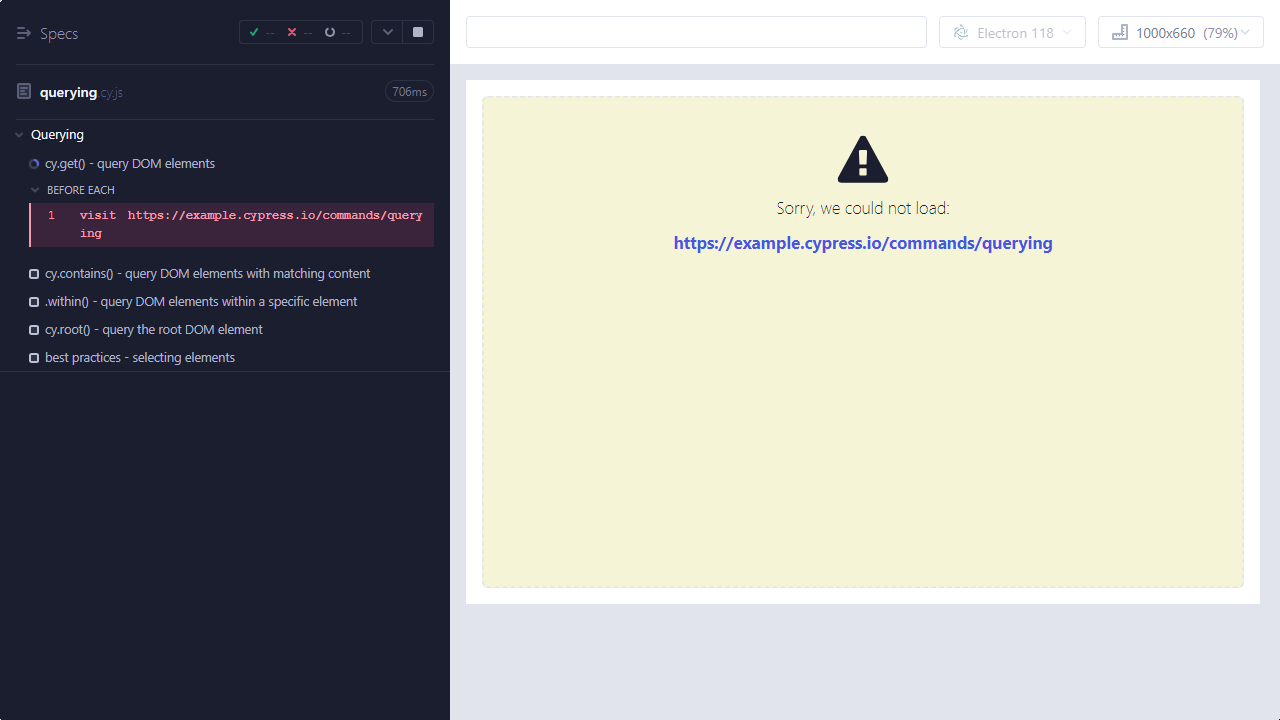 Specs
--
--
--
querying.cy.js
706ms
Querying
cy.get() - query DOM elements
BEFORE EACH
1 visit https://example.cypress.io/commands/query
ing
cy.contains() - query DOM elements with matching content
.within() - query DOM elements within a specific element
cy.root() - query the root DOM element
best practices - selecting elements
Electron 118
1000x660 (79%)
Sorry, we could not load:
https://example.cypress.io/commands/querying